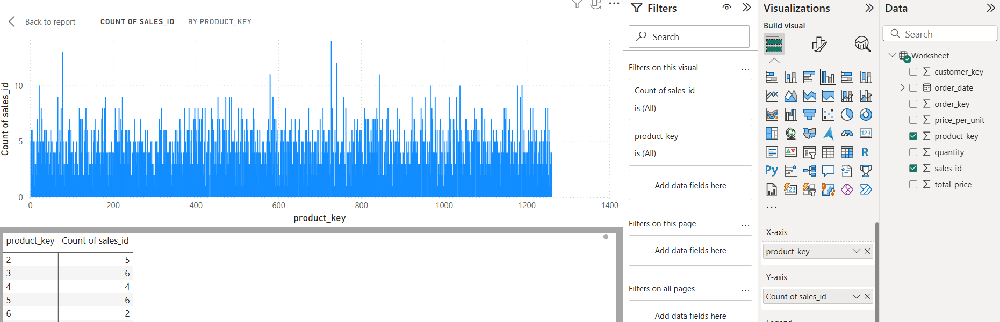 Back to report
COUNT OF SALES_ID BY PRODUCT_KEY
Count of sales_id
10
5
0
0 200 400 600 800 1000 1200 1400
product_key
product_key Count of sales_id
2 5
3 6
4 4
5 6
6 2
Filters
Search
Filters on this visual
Count of sales_id
is (All)
product_key
is (All)
Add data fields here
Filters on this page
Add data fields here
Filters on all pages
Add data fields here
Visualizations
Build visual
123
R
Py
123
X-axis
product_key
Y-axis
Count of sales_id
Data
Search
Worksheet
customer_key
order_date
order_key
price_per_unit
product_key
quantity
sales_id
total_price